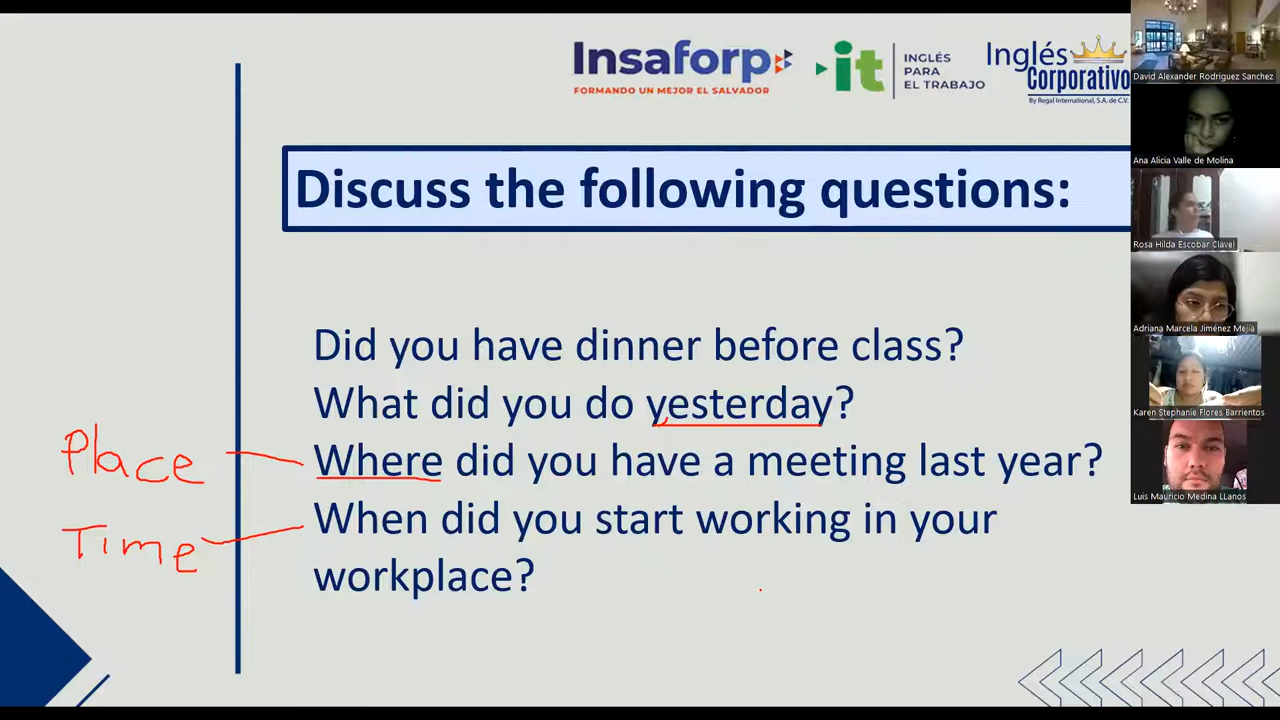 Insaforp
FORMANDO UN MEJOR EL SALVADOR
it
INGLÉS
PARA
EL TRABAJO
Inglés
Corporativo
By Regal International, S.A. de C.V.
Discuss the following questions:
Did you have dinner before class?
What did you do yesterday?
Place
Where did you have a meeting last year?
Time
When did you start working in your
workplace?
David Alexander Rodriguez Sanchez
Ana Alicia Valle de Molina
Rosa Hilda Escobar Clavel
Adriana Marcela Jiménez Mejía
Karen Stephanie Flores Barrientos
Luis Mauricio Medina LLanos